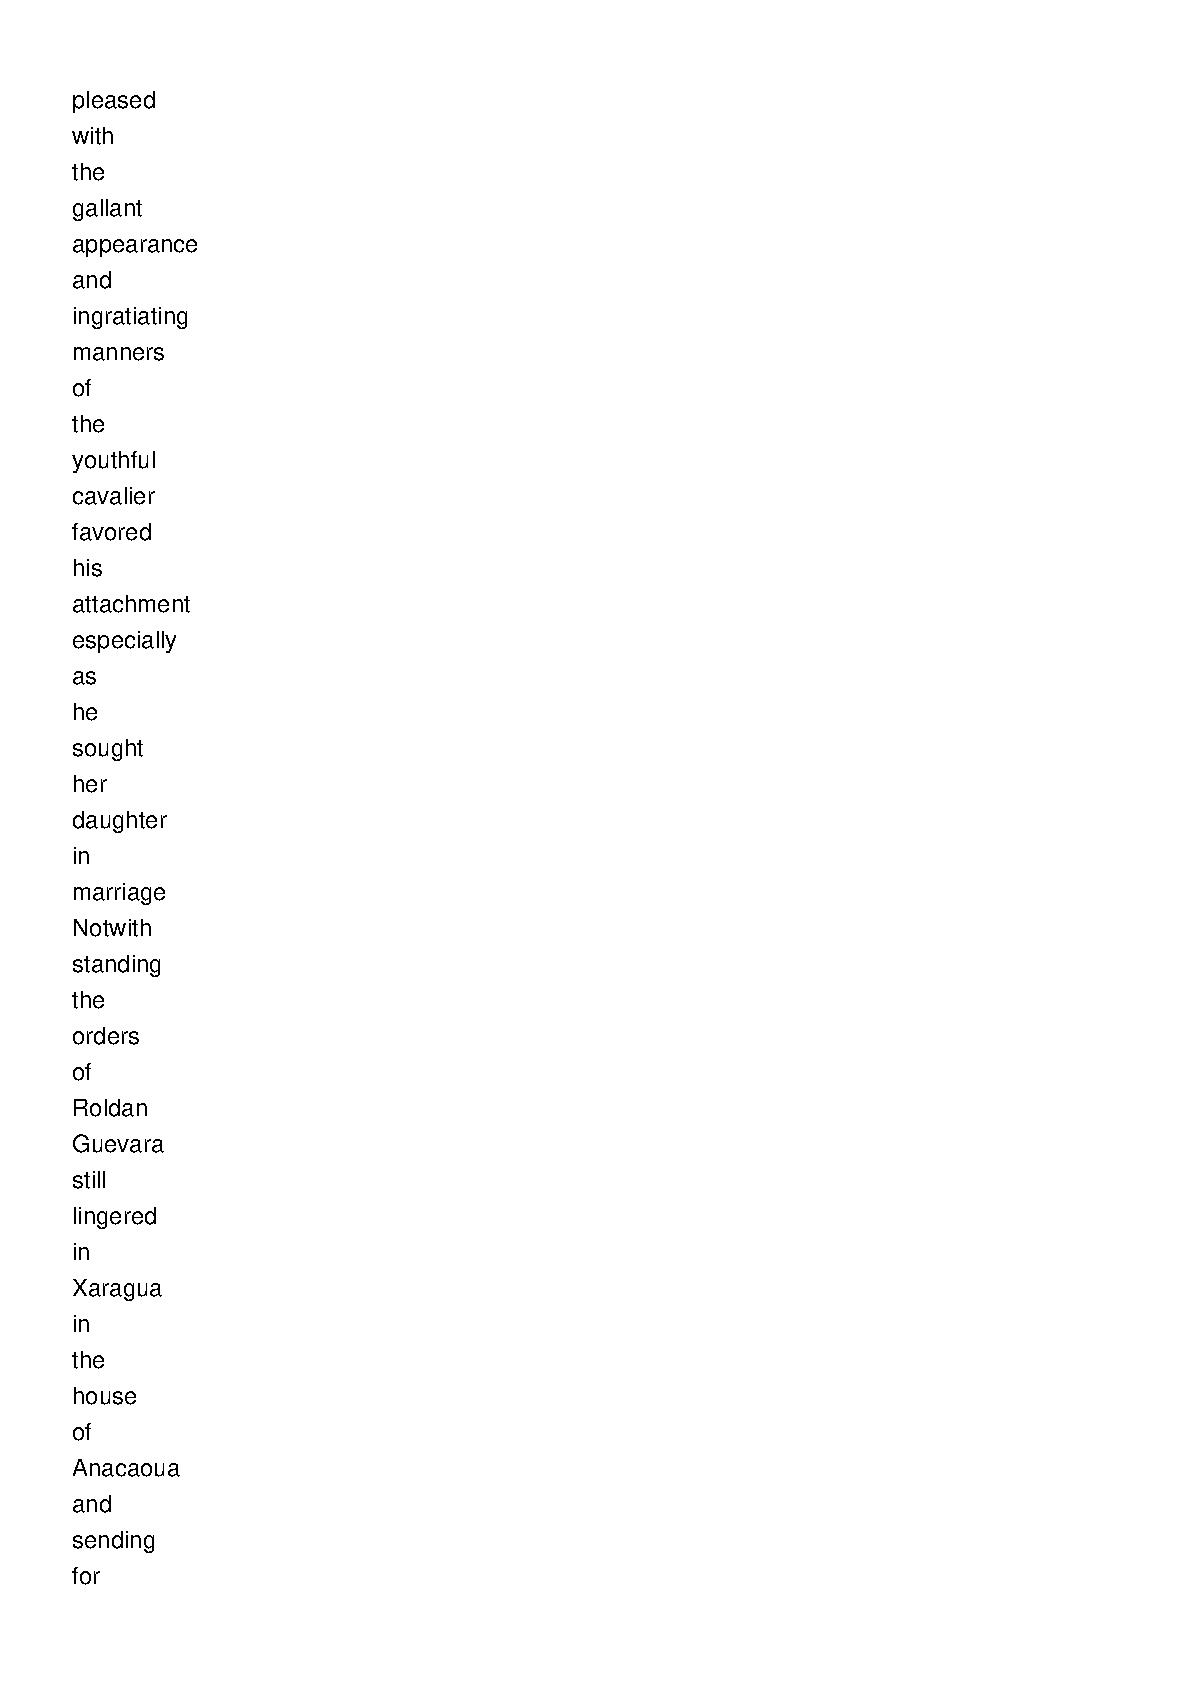 pleased
with
the
gallant
appearance
and
ingratiating
manners
of
the
youthful
cavalier
favored
his
attachment
especially
as
he
sought
her
daughter
in
marriage
Notwith
standing
the
orders
of
Roldan
Guevara
still
lingered
in
Xaragua
in
the
house
of
Anacaoua
and
sending
for